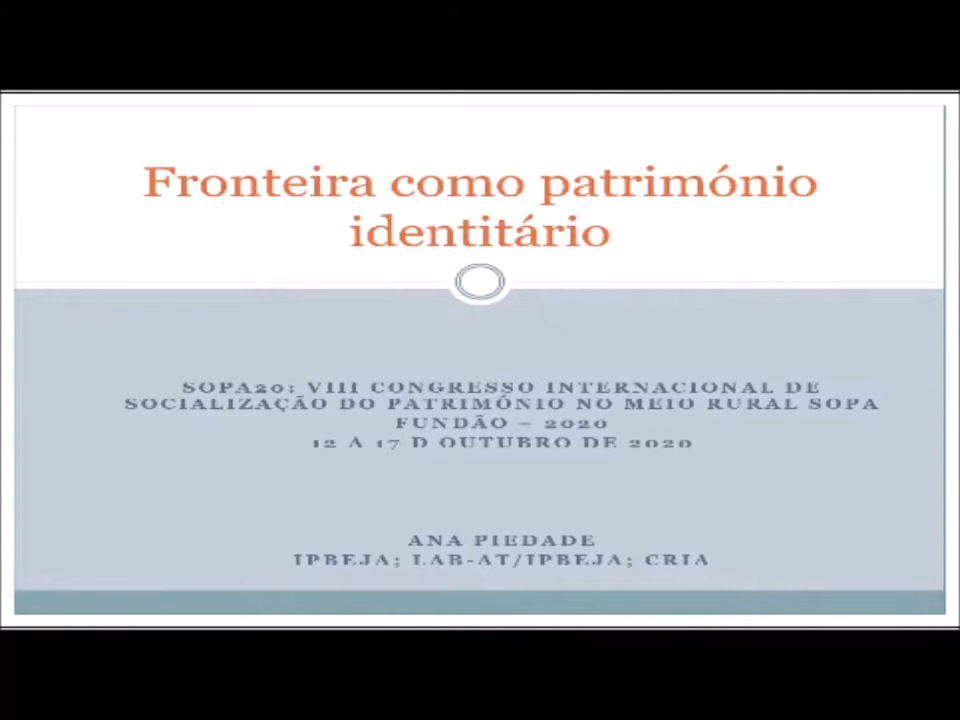 Fronteira como património
identitário
SOPA20: VIII CONGRESSO INTERNACIONAL DE
SOCIALIZAÇÃO DO PATRIMÓNIO NO MEIO RURAL SOPA
FUNDÃO – 2020
12 A 17 D OUTUBRO DE 2020
ANA PIEDADE
IPBEJA; LAB-AT/IPBEJA; CRIA